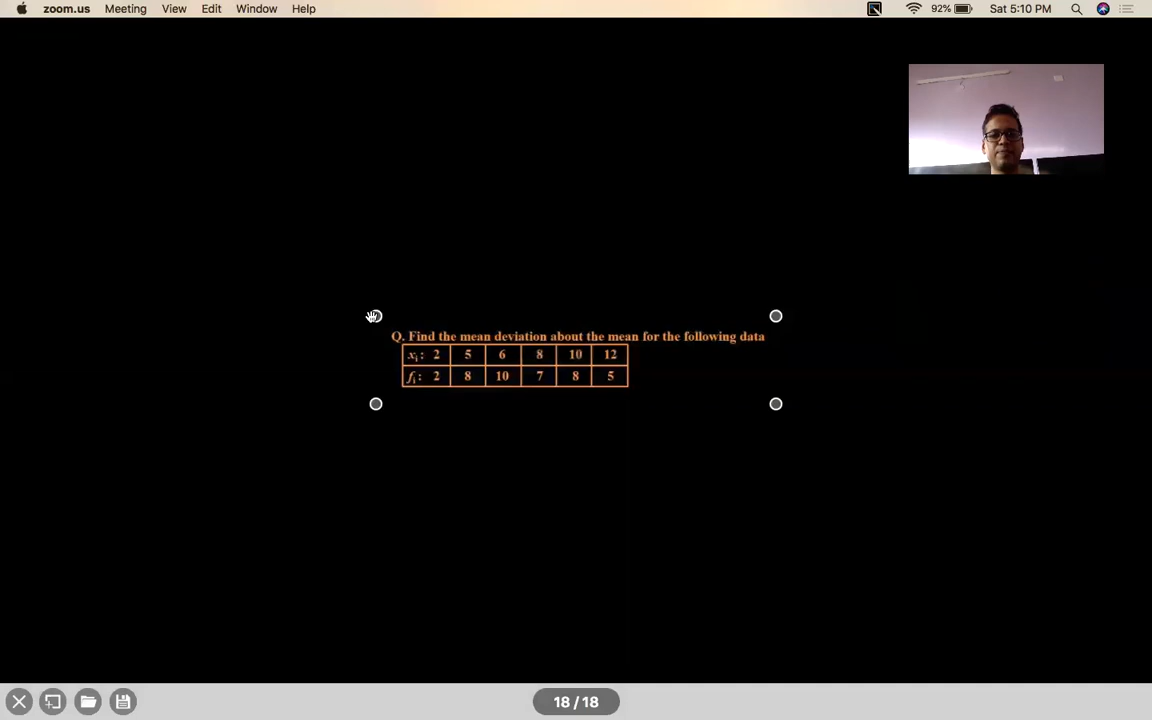 zoom.us Meeting View Edit Window Help 92% Sat 5:10 PM
Q. Find the mean deviation about the mean for the following data
xi: 2 5 6 8 10 12
fi: 2 8 10 7 8 5
18 / 18